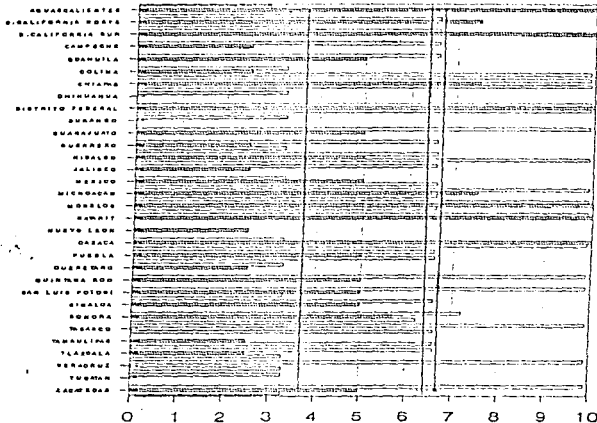 AGUASCALIENTES
B.CALIFORNIA NORTE
B.CALIFORNIA SUR
CAMPECHE
COAHUILA
COLIMA
CHIAPAS
CHIHUAHUA
DISTRITO FEDERAL
DURANGO
GUANAJUATO
GUERRERO
HIDALGO
JALISCO
MEXICO
MICHOACAN
MORELOS
NAYARIT
NUEVO LEON
OAXACA
PUEBLA
QUERETARO
QUINTANA ROO
SAN LUIS POTOSI
SINALOA
SONORA
TABASCO
TAMAULIPAS
TLAXCALA
VERACRUZ
YUCATAN
ZACATECAS
0 1 2 3 4 5 6 7 8 9 10